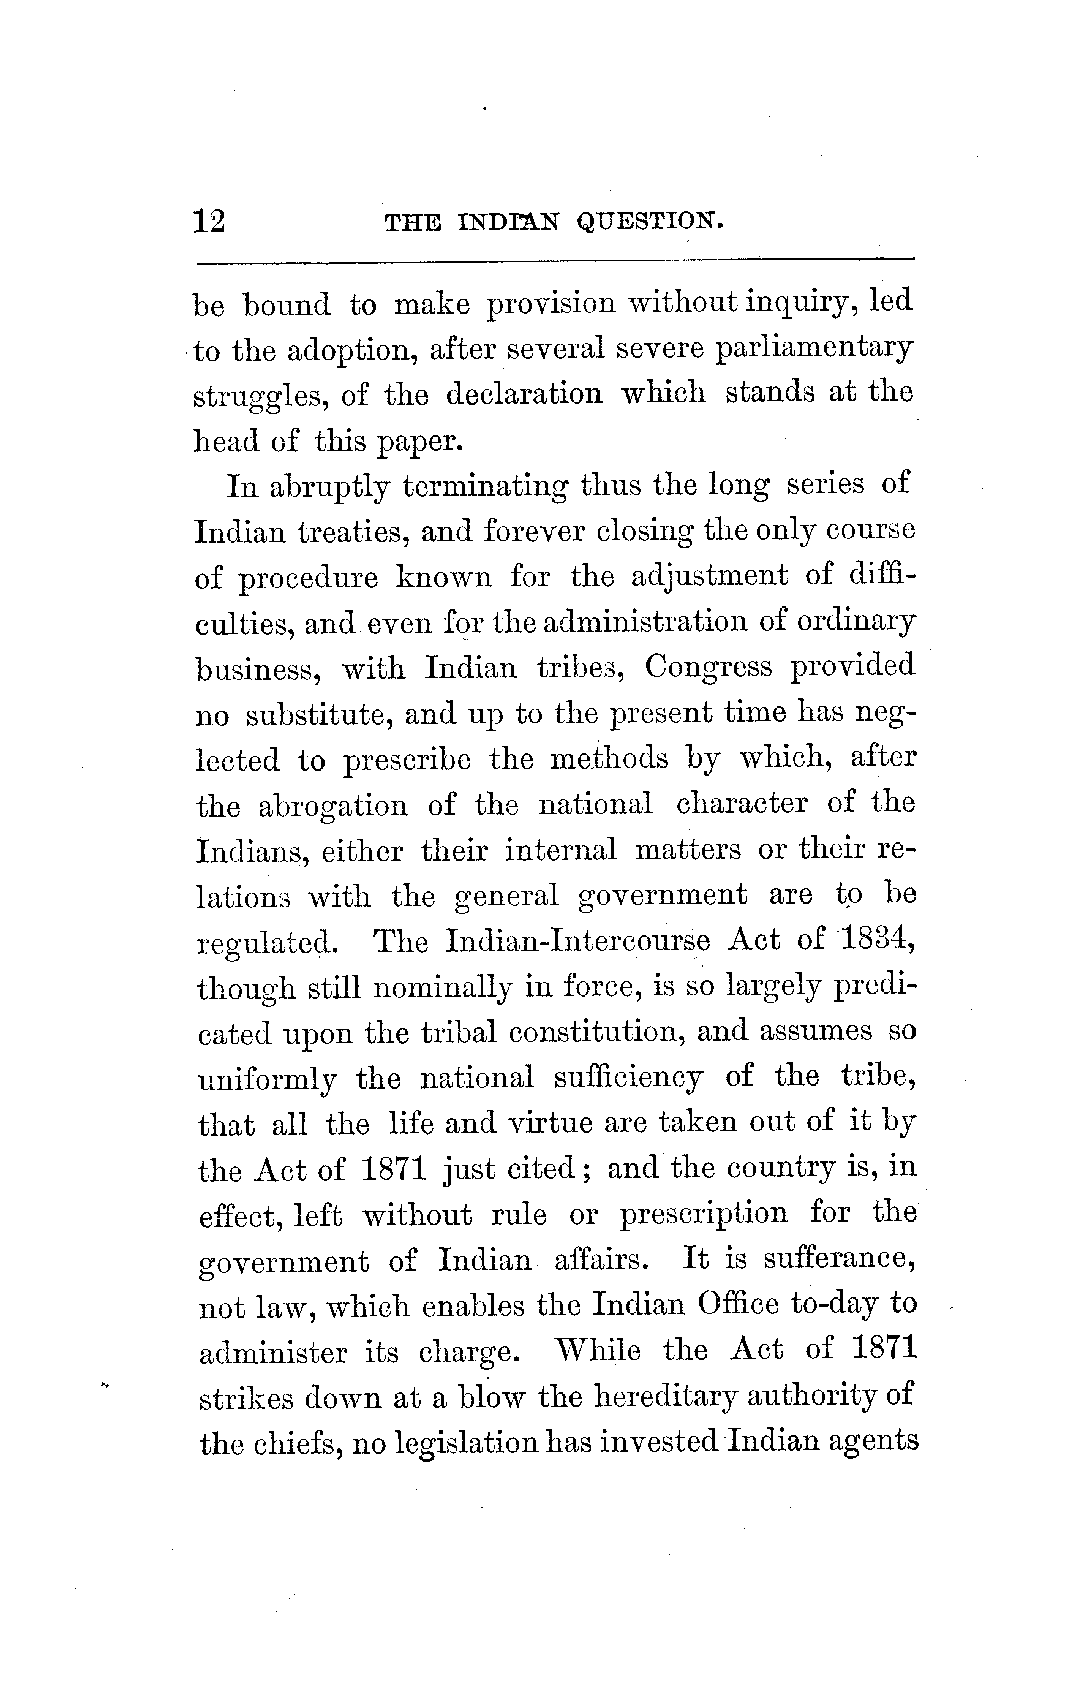 12 THE INDIAN QUESTION.
be bound to make provision without inquiry, led
to the adoption, after several severe parliamentary
struggles, of the declaration which stands at the
head of this paper.
In abruptly terminating thus the long series of
Indian treaties, and forever closing the only course
of procedure known for the adjustment of diffi-
culties, and even for the administration of ordinary
business, with Indian tribes, Congress provided
no substitute, and up to the present time has neg-
lected to prescribe the methods by which, after
the abrogation of the national character of the
Indians, either their internal matters or their re-
lations with the general government are to be
regulated. The Indian-Intercourse Act of 1834,
though still nominally in force, is so largely predi-
cated upon the tribal constitution, and assumes so
uniformly the national sufficiency of the tribe,
that all the life and virtue are taken out of it by
the Act of 1871 just cited; and the country is, in
effect, left without rule or prescription for the
government of Indian affairs. It is sufferance,
not law, which enables the Indian Office to-day to
administer its charge. While the Act of 1871
strikes down at a blow the hereditary authority of
the chiefs, no legislation has invested Indian agents